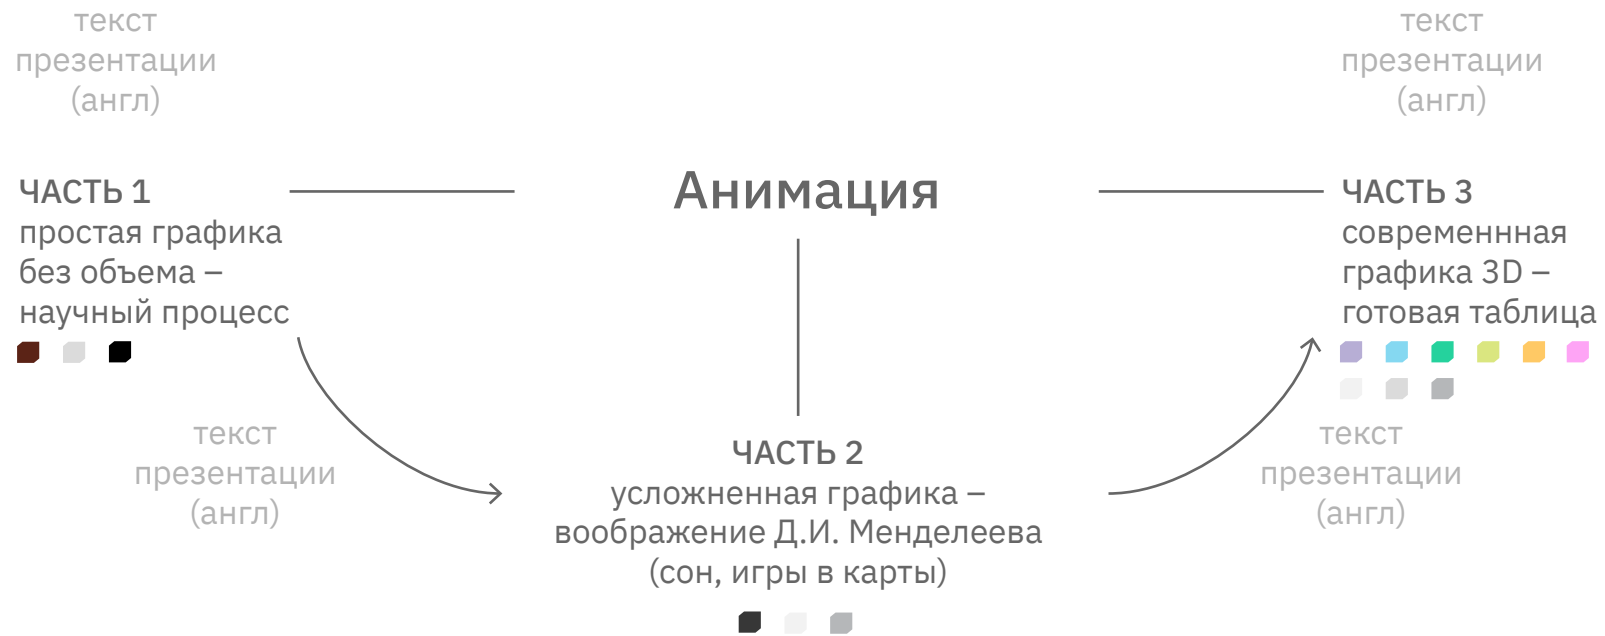 текст
презентации
(англ)
текст
презентации
(англ)
Анимация
ЧАСТЬ 1
простая графика
без объема –
научный процесс
ЧАСТЬ 3
современнная
графика 3D –
готовая таблица
текст
презентации
(англ)
ЧАСТЬ 2
усложненная графика –
воображение Д.И. Менделеева
(сон, игры в карты)
текст
презентации
(англ)